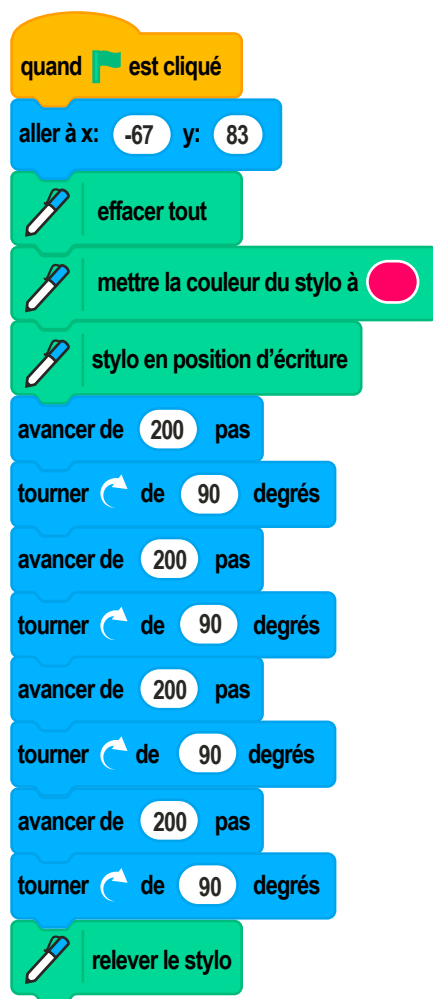 quand est cliqué
aller à x: -67 y: 83
effacer tout
mettre la couleur du stylo à
stylo en position d’écriture
avancer de 200 pas
tourner de 90 degrés
avancer de 200 pas
tourner de 90 degrés
avancer de 200 pas
tourner de 90 degrés
avancer de 200 pas
tourner de 90 degrés
relever le stylo